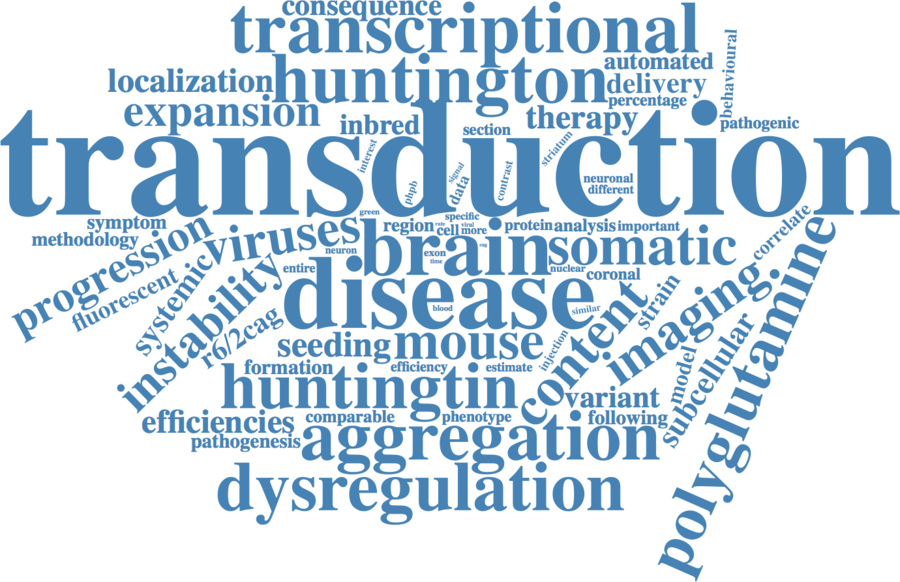 consequence
transcriptional
behavioural
automated
localization
huntington
delivery
percentage
expansion
therapy
pathogenic
inbred
section
transduction
interest
striatum
signal
data
contrast
phpb
neuronal
different
green
specific
symptom
region
rate
cell
viral
more
protein
analysis
important
methodology
progression
viruses
brain
somatic
correlate
neuron
exon
time
cag
nuclear
coronal
entire
fluorescent
systemic
instability
disease
blood
similar
content
strain
imaging
polyglutamine
r6/2cag
seeding
mouse
injection
formation
efficiency
estimate
model
subcellular
huntingtin
variant
efficiencies
comparable
phenotype
following
pathogenesis
aggregation
dysregulation